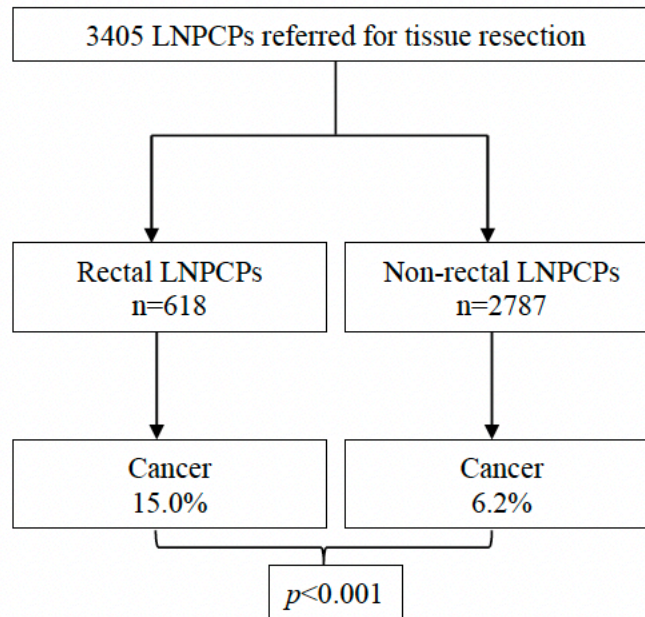 3405 LNPCPs referred for tissue resection
Rectal LNPCPs
n=618
Non-rectal LNPCPs
n=2787
Cancer
15.0%
Cancer
6.2%
p<0.001